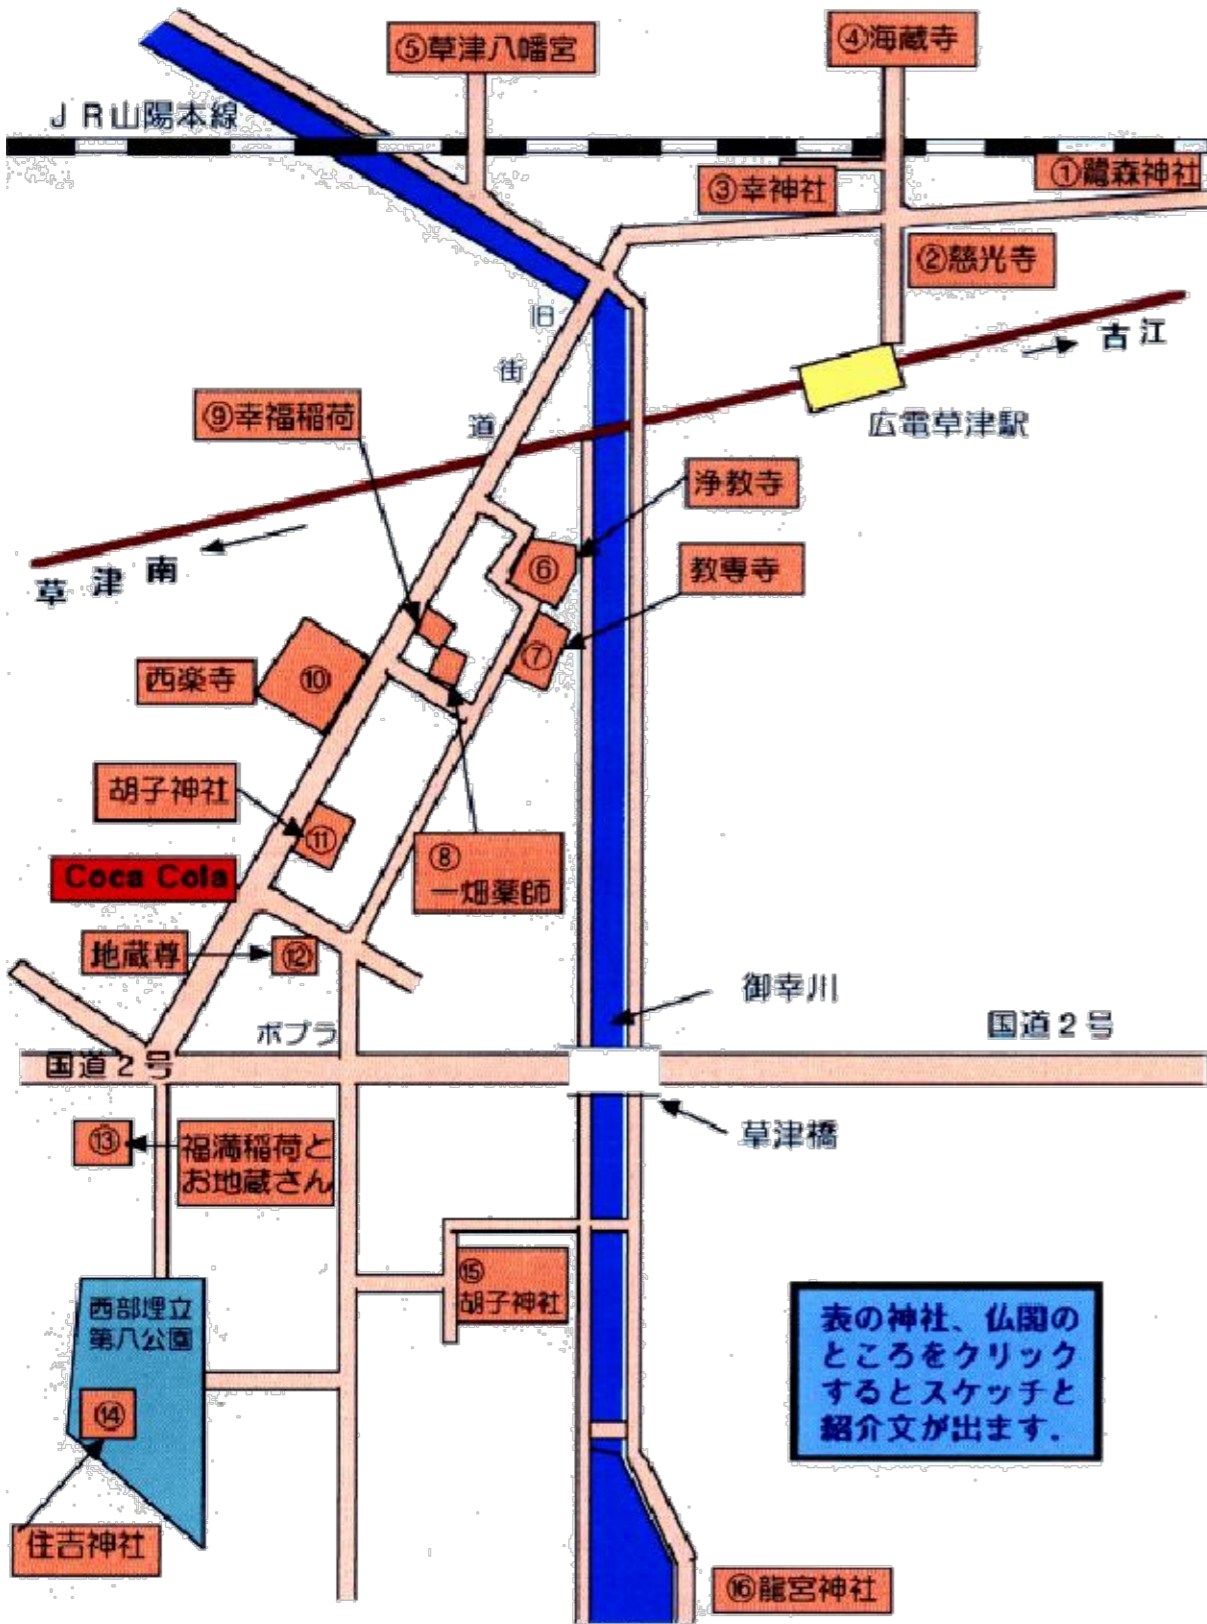 ⑤草津八幡宮
④海蔵寺
ＪＲ山陽本線
①鷺森神社
③幸神社
②慈光寺
旧街道
古江
⑨幸福稲荷
広電草津駅
浄教寺
⑥
教専寺
草津南
⑦
西楽寺
⑩
胡子神社
⑪
⑧
一畑薬師
Coca Cola
地蔵尊
⑫
御幸川
ポプラ
国道２号
国道２号
⑬
福満稲荷と
お地蔵さん
草津橋
⑮
胡子神社
西部埋立
第八公園
表の神社、仏閣の
ところをクリック
するとスケッチと
紹介文が出ます.
⑭
住吉神社
⑯龍宮神社